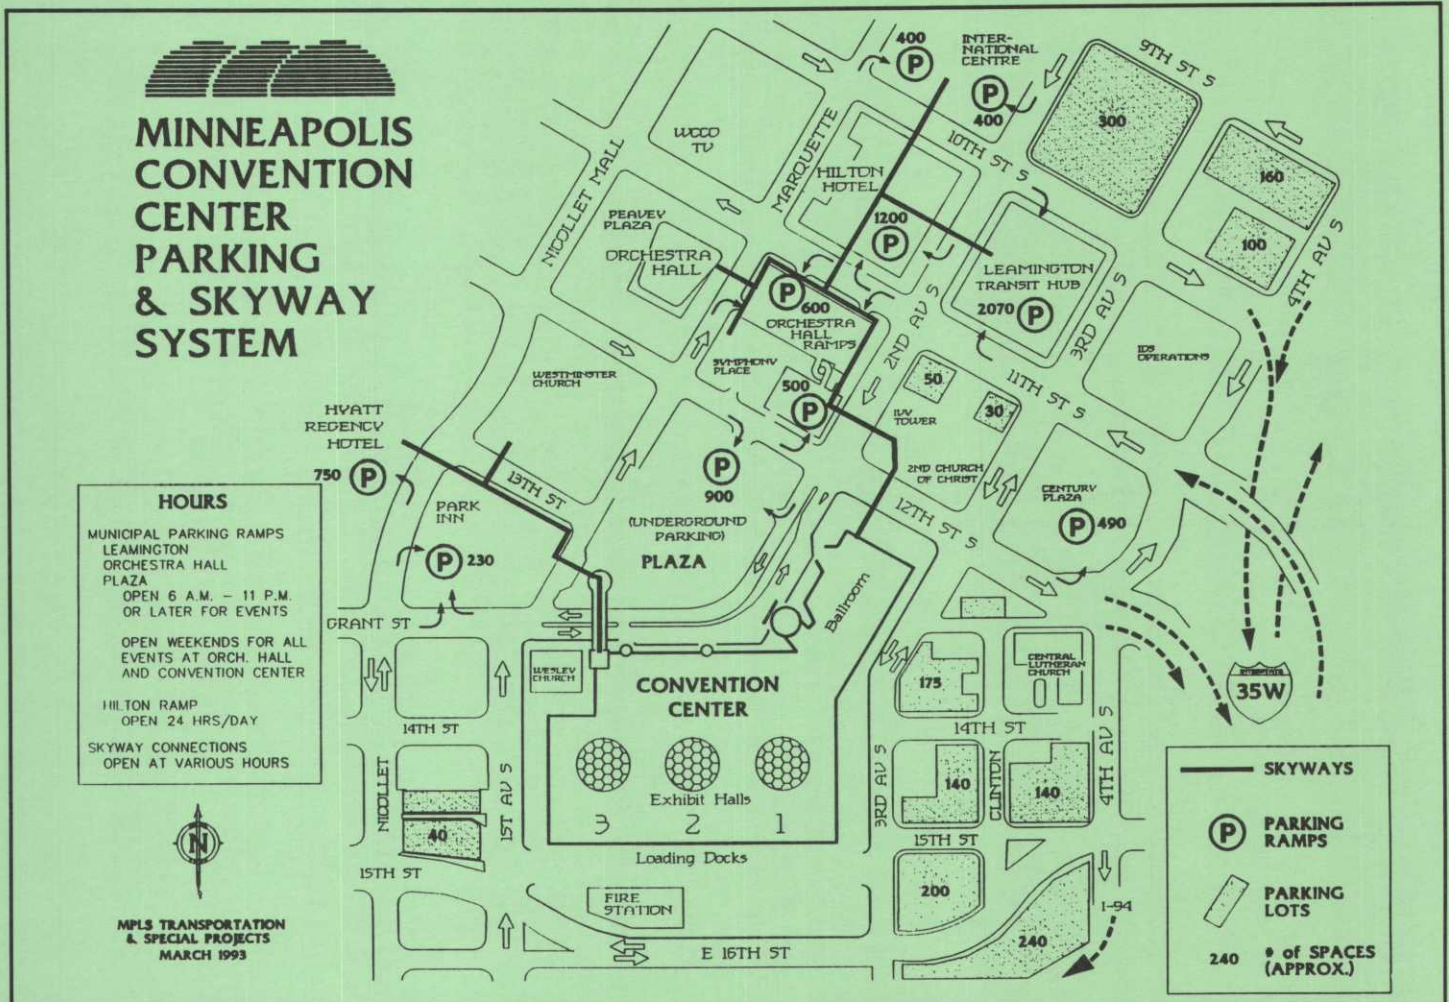 MINNEAPOLIS
CONVENTION
CENTER
PARKING
& SKYWAY
SYSTEM
400
INTER-
NATIONAL
CENTRE
400
9TH ST S
300
160
100
4TH AV S
WCCO
TV
MARQUETTE
10TH ST S
HILTON
HOTEL
1200
NICOLLET MALL
PEAVEY
PLAZA
ORCHESTRA
HALL
LEAMINGTON
TRANSIT HUB
2070
3RD AV S
2ND AV S
600
ORCHESTRA
HALL
RAMPS
IDS
OPERATIONS
11TH ST S
WESTMINSTER
CHURCH
SYMPHONY
PLACE
500
50
30
IVY
TOWER
HYATT
REGENCY
HOTEL
750
13TH ST
900
(UNDERGROUND
PARKING)
PLAZA
2ND CHURCH
OF CHRIST
12TH ST S
CENTURY
PLAZA
490
PARK
INN
230
GRANT ST
Ballroom
HOURS
MUNICIPAL PARKING RAMPS
LEAMINGTON
ORCHESTRA HALL
PLAZA
OPEN 6 A.M. - 11 P.M.
OR LATER FOR EVENTS
OPEN WEEKENDS FOR ALL
EVENTS AT ORCH. HALL
AND CONVENTION CENTER
HILTON RAMP
OPEN 24 HRS/DAY
SKYWAY CONNECTIONS
OPEN AT VARIOUS HOURS
WESLEY
CHURCH
CONVENTION
CENTER
175
CENTRAL
LUTHERAN
CHURCH
INTERSTATE
35W
14TH ST
14TH ST
NICOLLET
1ST AV S
3RD AV S
CLINTON
4TH AV S
40
140
140
Exhibit Halls
3 2 1
15TH ST
15TH ST
Loading Docks
FIRE
STATION
200
240
I-94
E 16TH ST
N
MPLS TRANSPORTATION
& SPECIAL PROJECTS
MARCH 1993
SKYWAYS
P PARKING
RAMPS
PARKING
LOTS
240 # of SPACES
(APPROX.)